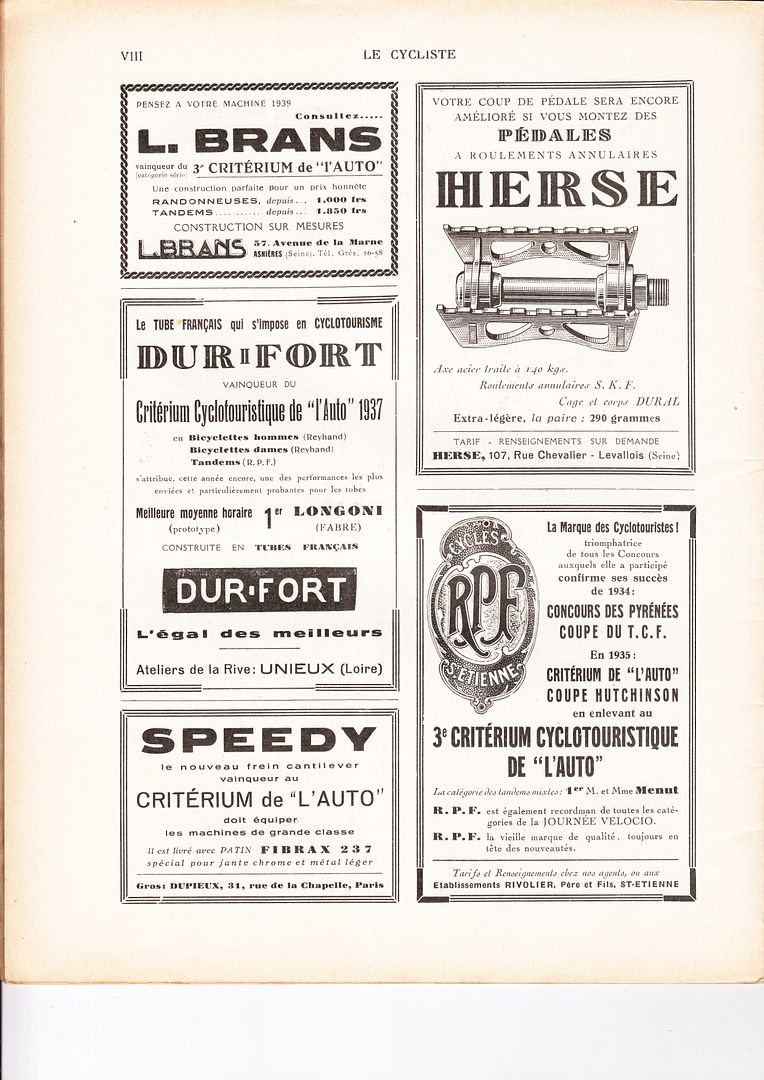 VIII
LE CYCLISTE
PENSEZ A VOTRE MACHINE 1939
Consultez.....
L. BRANS
vainqueur du
(catégorie série)
3e CRITÉRIUM de "l'AUTO"
Une construction parfaite pour un prix honnête
RANDONNEUSES, depuis... 1.000 frs
TANDEMS.......... depuis... 1.850 frs
CONSTRUCTION SUR MESURES
L.BRANS
57, Avenue de la Marne
ASNIÈRES (Seine). Tél. Grés. 16-58
Le TUBE FRANÇAIS qui s'impose en CYCLOTOURISME
DUR FORT
VAINQUEUR DU
Critérium Cyclotouristique de "l'Auto" 1937
en Bicyclettes hommes (Reyhand)
Bicyclettes dames (Reyhand)
Tandems (R.P.F.)
s'attribue, cette année encore, une des performances les plus
enviées et particulièrement probantes pour les tubes
Meilleure moyenne horaire
(prototype)
1er LONGONI
(FABRE)
CONSTRUITE EN TUBES FRANÇAIS
DUR·FORT
L'égal des meilleurs
Ateliers de la Rive: UNIEUX (Loire)
SPEEDY
le nouveau frein cantilever
vainqueur au
CRITÉRIUM de "L'AUTO"
doit équiper
les machines de grande classe
Il est livré avec PATIN FIBRAX 237
spécial pour jante chrome et métal léger
Gros: DUPIEUX, 31, rue de la Chapelle, Paris
VOTRE COUP DE PÉDALE SERA ENCORE
AMÉLIORÉ SI VOUS MONTEZ DES
PÉDALES
A ROULEMENTS ANNULAIRES
HERSE
Axe acier traité à 140 kgs.
Roulements annulaires S. K. F.
Cage et corps DURAL
Extra-légère, la paire : 290 grammes
TARIF - RENSEIGNEMENTS SUR DEMANDE
HERSE, 107, Rue Chevalier - Levallois (Seine)
CYCLES
RPF
ST-ETIENNE
La Marque des Cyclotouristes !
triomphatrice
de tous les Concours
auxquels elle a participé
confirme ses succès
de 1934:
CONCOURS DES PYRÉNÉES
COUPE DU T.C.F.
En 1935 :
CRITÉRIUM DE "L'AUTO"
COUPE HUTCHINSON
en enlevant au
3e CRITÉRIUM CYCLOTOURISTIQUE
DE "L'AUTO"
La catégorie des tandems mixtes: 1er M. et Mme Menut
R.P.F. est également recordman de toutes les caté-
gories de la JOURNÉE VELOCIO.
R.P.F. la vieille marque de qualité, toujours en
tête des nouveautés.
Tarifs et Renseignements chez nos agents, ou aux
Etablissements RIVOLIER, Père et Fils, ST-ETIENNE